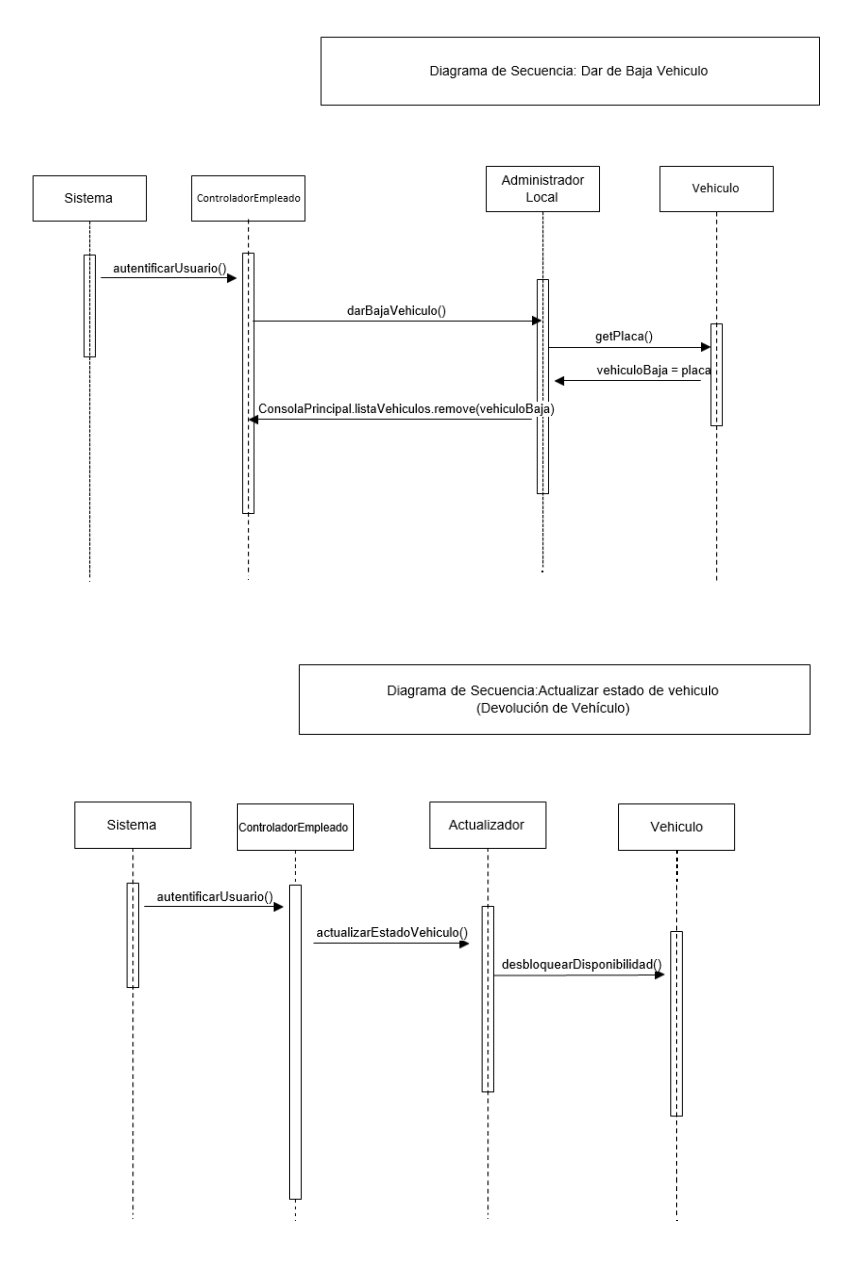 Diagrama de Secuencia: Dar de Baja Vehiculo
Sistema
ControladorEmpleado
Administrador
Local
Vehiculo
autentificarUsuario()
darBajaVehiculo()
getPlaca()
vehiculoBaja = placa
ConsolaPrincipal.listaVehiculos.remove(vehiculoBaja)
Diagrama de Secuencia:Actualizar estado de vehiculo
(Devolución de Vehículo)
Sistema
ControladorEmpleado
Actualizador
Vehiculo
autentificarUsuario()
actualizarEstadoVehiculo()
desbloquearDisponibilidad()